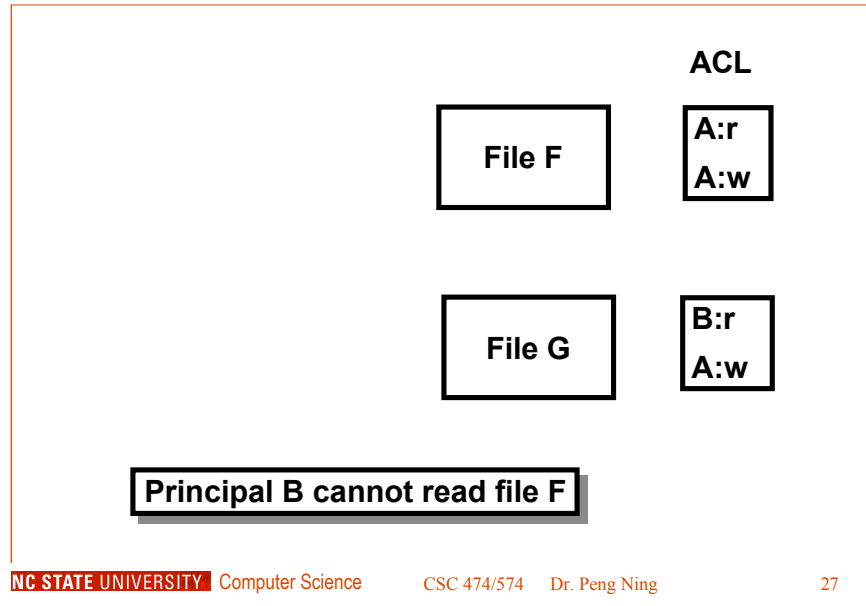 ACL
File F
A:r
A:w
File G
B:r
A:w
Principal B cannot read file F
NC STATE UNIVERSITY Computer Science CSC 474/574 Dr. Peng Ning 27